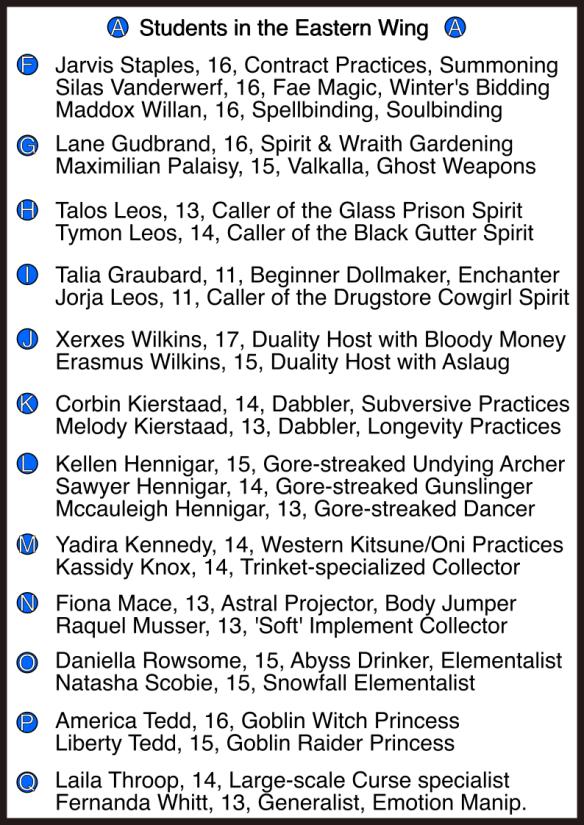 A Students in the Eastern Wing A
F Jarvis Staples, 16, Contract Practices, Summoning
Silas Vanderwerf, 16, Fae Magic, Winter's Bidding
Maddox Willan, 16, Spellbinding, Soulbinding
G Lane Gudbrand, 16, Spirit & Wraith Gardening
Maximilian Palaisy, 15, Valkalla, Ghost Weapons
H Talos Leos, 13, Caller of the Glass Prison Spirit
Tymon Leos, 14, Caller of the Black Gutter Spirit
I Talia Graubard, 11, Beginner Dollmaker, Enchanter
Jorja Leos, 11, Caller of the Drugstore Cowgirl Spirit
J Xerxes Wilkins, 17, Duality Host with Bloody Money
Erasmus Wilkins, 15, Duality Host with Aslaug
K Corbin Kierstaad, 14, Dabbler, Subversive Practices
Melody Kierstaad, 13, Dabbler, Longevity Practices
L Kellen Hennigar, 15, Gore-streaked Undying Archer
Sawyer Hennigar, 14, Gore-streaked Gunslinger
Mccauleigh Hennigar, 13, Gore-streaked Dancer
M Yadira Kennedy, 14, Western Kitsune/Oni Practices
Kassidy Knox, 14, Trinket-specialized Collector
N Fiona Mace, 13, Astral Projector, Body Jumper
Raquel Musser, 13, 'Soft' Implement Collector
O Daniella Rowsome, 15, Abyss Drinker, Elementalist
Natasha Scobie, 15, Snowfall Elementalist
P America Tedd, 16, Goblin Witch Princess
Liberty Tedd, 15, Goblin Raider Princess
Q Laila Throop, 14, Large-scale Curse specialist
Fernanda Whitt, 13, Generalist, Emotion Manip.